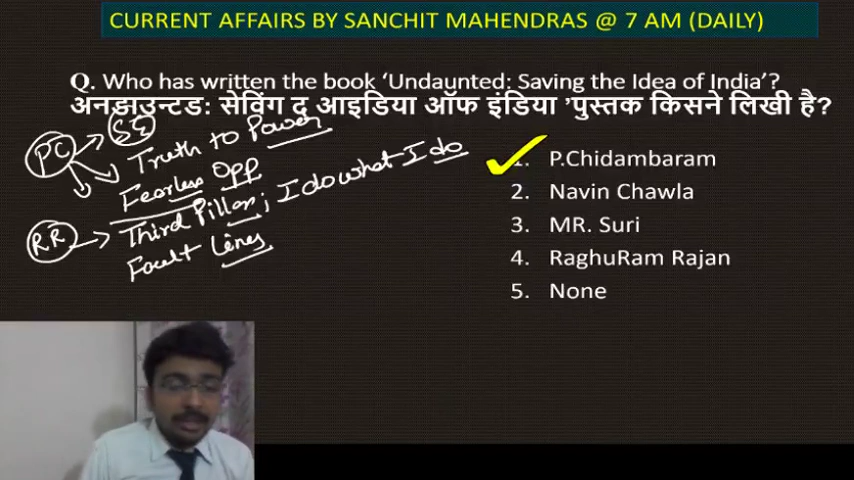 CURRENT AFFAIRS BY SANCHIT MAHENDRAS @ 7 AM (DAILY)
Q. Who has written the book ‘Undaunted: Saving the Idea of India’?
अनडाउन्टड: सेविंग द आइडिया ऑफ इंडिया ’पुस्तक किसने लिखी है?
PC
Truth to Power
Fearless Opp
RR
Third Pillar; I do what I do
Fault Lines
1. P.Chidambaram
2. Navin Chawla
3. MR. Suri
4. RaghuRam Rajan
5. None